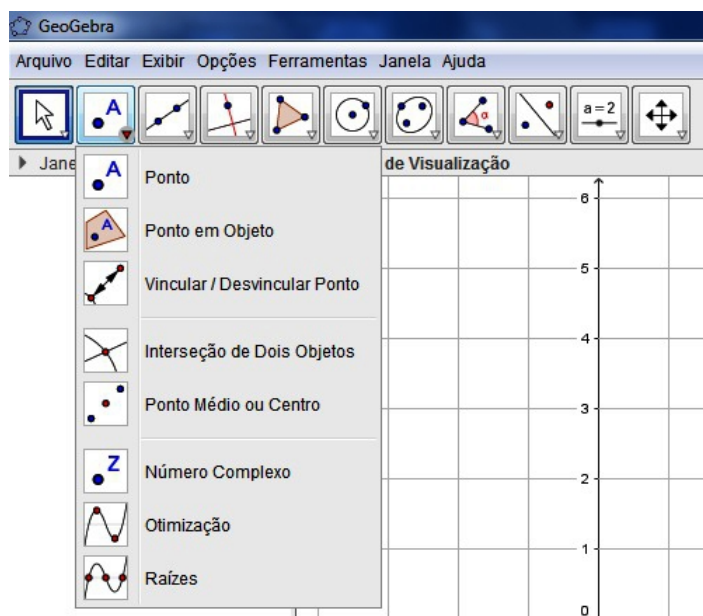 GeoGebra
Arquivo Editar Exibir Opções Ferramentas Janela Ajuda
A
α
a=2
Jane
de Visualização
A Ponto
A Ponto em Objeto
Vincular / Desvincular Ponto
Interseção de Dois Objetos
Ponto Médio ou Centro
Z Número Complexo
Otimização
Raízes
6
5
4
3
2
1
0